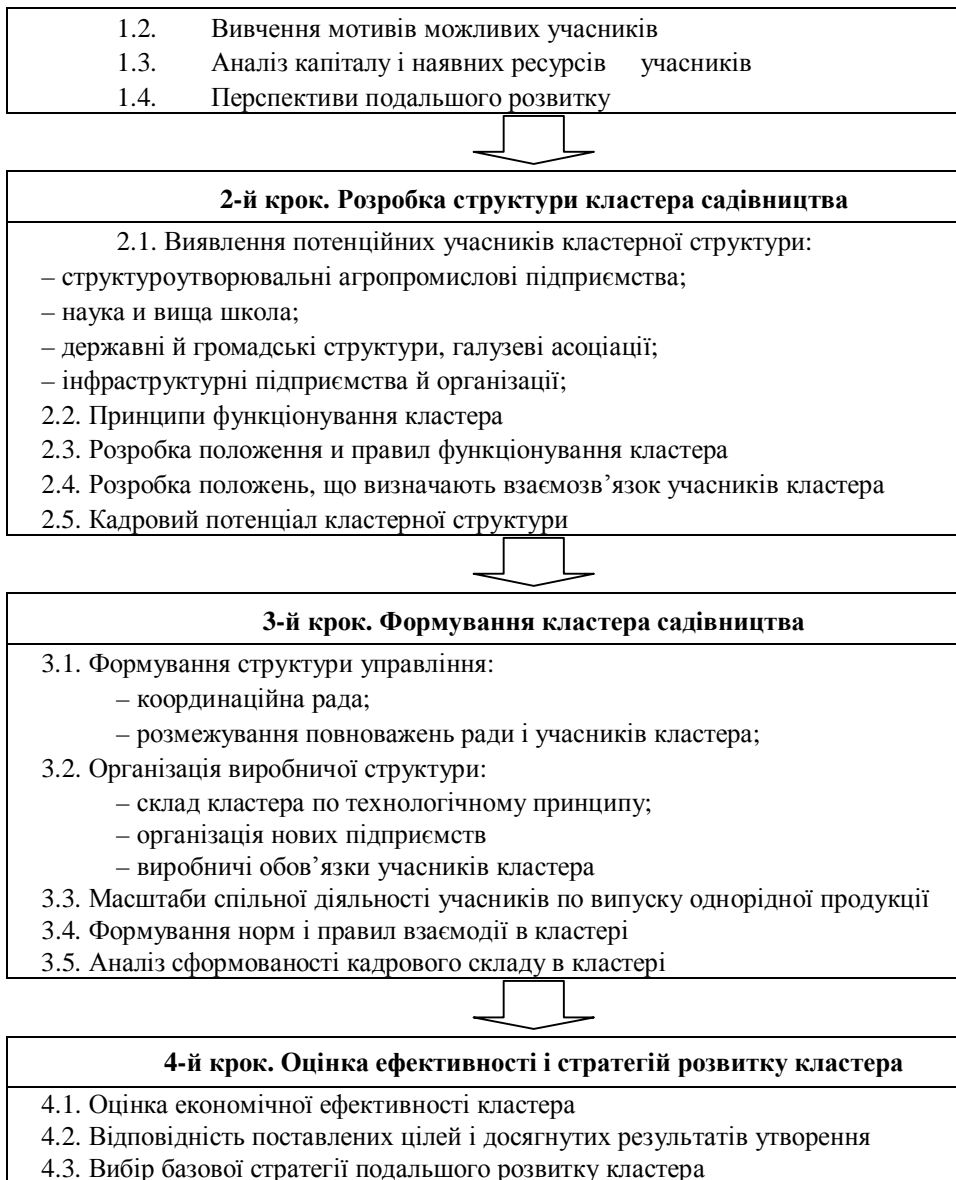 1.2. Вивчення мотивів можливих учасників
1.3. Аналіз капіталу і наявних ресурсів учасників
1.4. Перспективи подальшого розвитку
2-й крок. Розробка структури кластера садівництва
2.1. Виявлення потенційних учасників кластерної структури:
– структуроутворювальні агропромислові підприємства;
– наука и вища школа;
– державні й громадські структури, галузеві асоціації;
– інфраструктурні підприємства й організації;
2.2. Принципи функціонування кластера
2.3. Розробка положення и правил функціонування кластера
2.4. Розробка положень, що визначають взаємозв’язок учасників кластера
2.5. Кадровий потенціал кластерної структури
3-й крок. Формування кластера садівництва
3.1. Формування структури управління:
– координаційна рада;
– розмежування повноважень ради і учасників кластера;
3.2. Організація виробничої структури:
– склад кластера по технологічному принципу;
– організація нових підприємств
– виробничі обов’язки учасників кластера
3.3. Масштаби спільної діяльності учасників по випуску однорідної продукції
3.4. Формування норм і правил взаємодії в кластері
3.5. Аналіз сформованості кадрового складу в кластері
4-й крок. Оцінка ефективності і стратегій розвитку кластера
4.1. Оцінка економічної ефективності кластера
4.2. Відповідність поставлених цілей і досягнутих результатів утворення
4.3. Вибір базової стратегії подальшого розвитку кластера